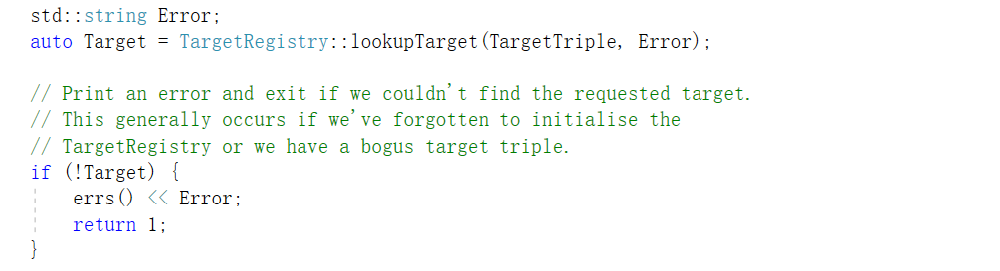 std::string Error;
auto Target = TargetRegistry::lookupTarget(TargetTriple, Error);
// Print an error and exit if we couldn't find the requested target.
// This generally occurs if we've forgotten to initialise the
// TargetRegistry or we have a bogus target triple.
if (!Target) {
errs() << Error;
return 1;
}